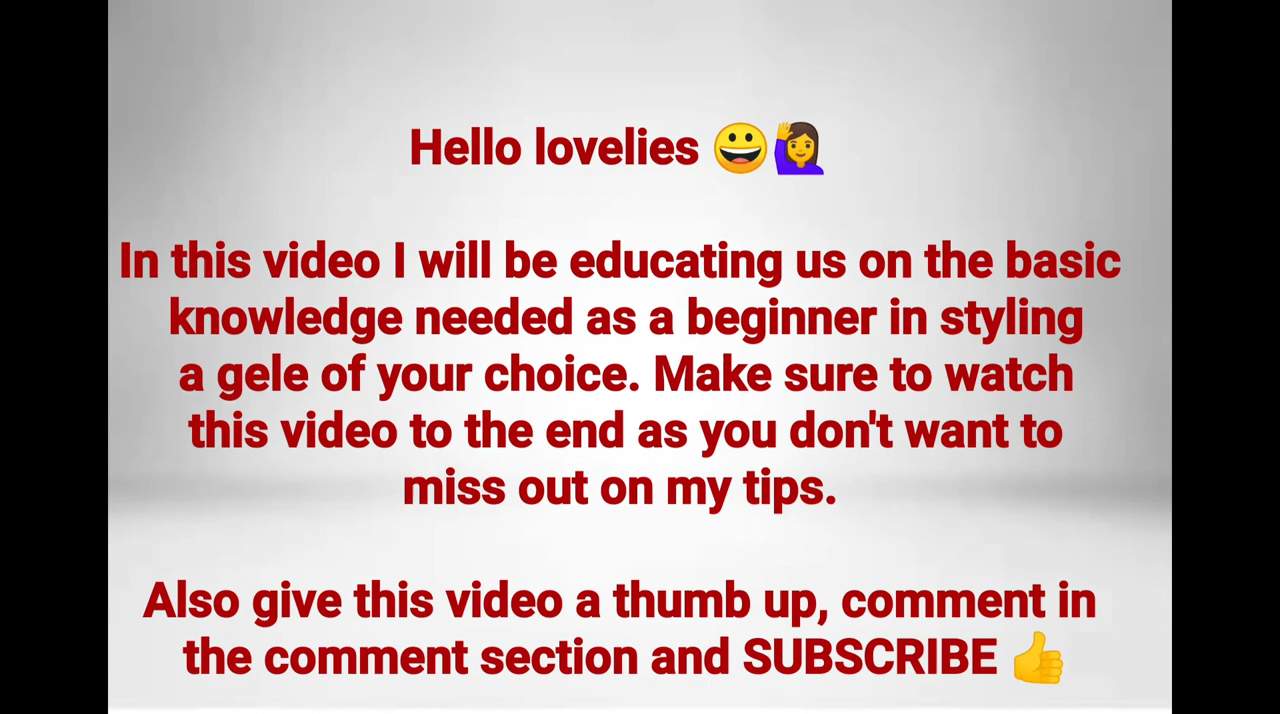 Hello lovelies 😀🙋‍♀️
In this video I will be educating us on the basic
knowledge needed as a beginner in styling
a gele of your choice. Make sure to watch
this video to the end as you don't want to
miss out on my tips.
Also give this video a thumb up, comment in
the comment section and SUBSCRIBE 👍